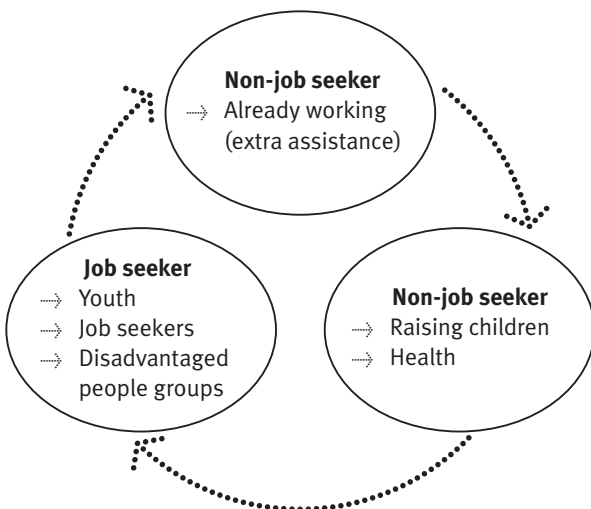 Non-job seeker
Already working
(extra assistance)
Job seeker
Youth
Job seekers
Disadvantaged
people groups
Non-job seeker
Raising children
Health